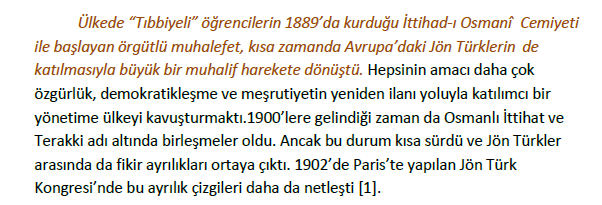 Ülkede “Tıbbiyeli” öğrencilerin 1889’da kurduğu İttihad-ı Osmanî Cemiyeti
ile başlayan örgütlü muhalefet, kısa zamanda Avrupa’daki Jön Türklerin de
katılmasıyla büyük bir muhalif harekete dönüştü. Hepsinin amacı daha çok
özgürlük, demokratikleşme ve meşrutiyetin yeniden ilanı yoluyla katılımcı bir
yönetime ülkeyi kavuşturmaktı.1900’lere gelindiği zaman da Osmanlı İttihat ve
Terakki adı altında birleşmeler oldu. Ancak bu durum kısa sürdü ve Jön Türkler
arasında da fikir ayrılıkları ortaya çıktı. 1902’de Paris’te yapılan Jön Türk
Kongresi’nde bu ayrılık çizgileri daha da netleşti [1].